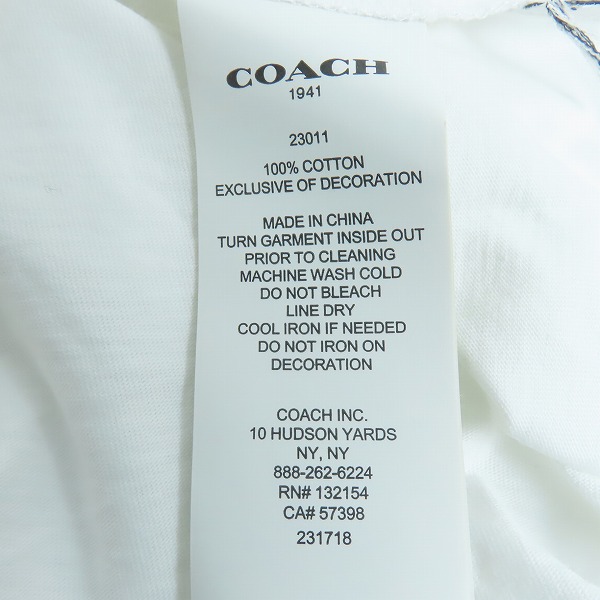 COACH
1941
23011
100% COTTON
EXCLUSIVE OF DECORATION
MADE IN CHINA
TURN GARMENT INSIDE OUT
PRIOR TO CLEANING
MACHINE WASH COLD
DO NOT BLEACH
LINE DRY
COOL IRON IF NEEDED
DO NOT IRON ON
DECORATION
COACH INC.
10 HUDSON YARDS
NY, NY
888-262-6224
RN# 132154
CA# 57398
231718